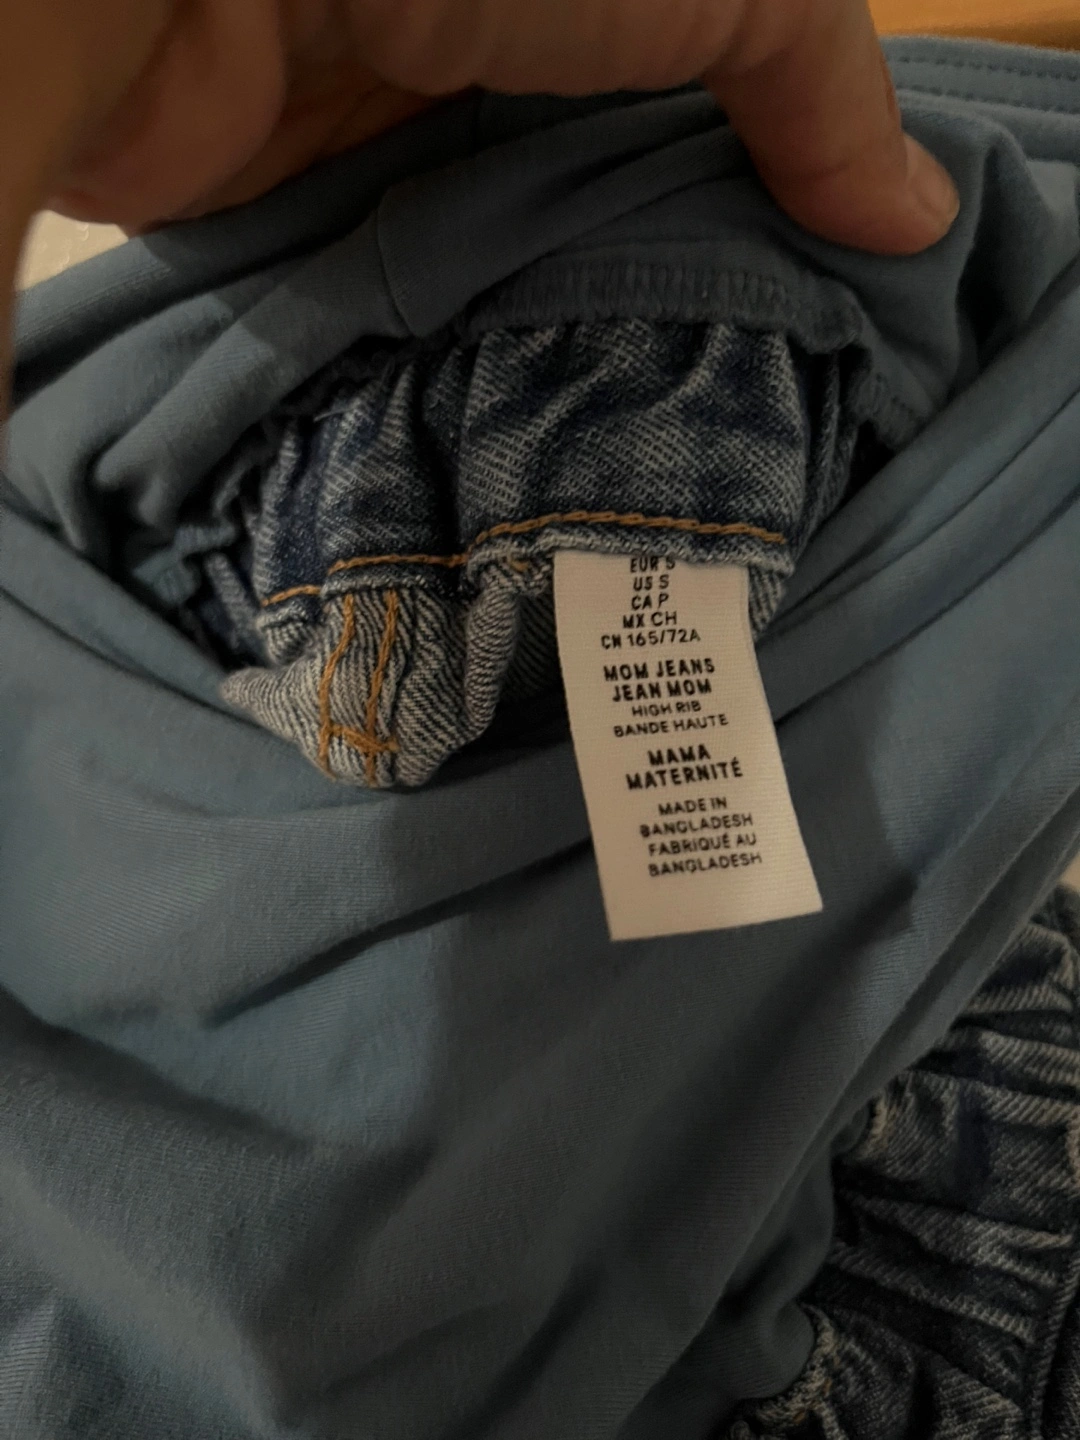 EUR S
US S
CA P
MX CH
CN 165/72A
MOM JEANS
JEAN MOM
HIGH RIB
BANDE HAUTE
MAMA
MATERNITÉ
MADE IN
BANGLADESH
FABRIQUÉ AU
BANGLADESH